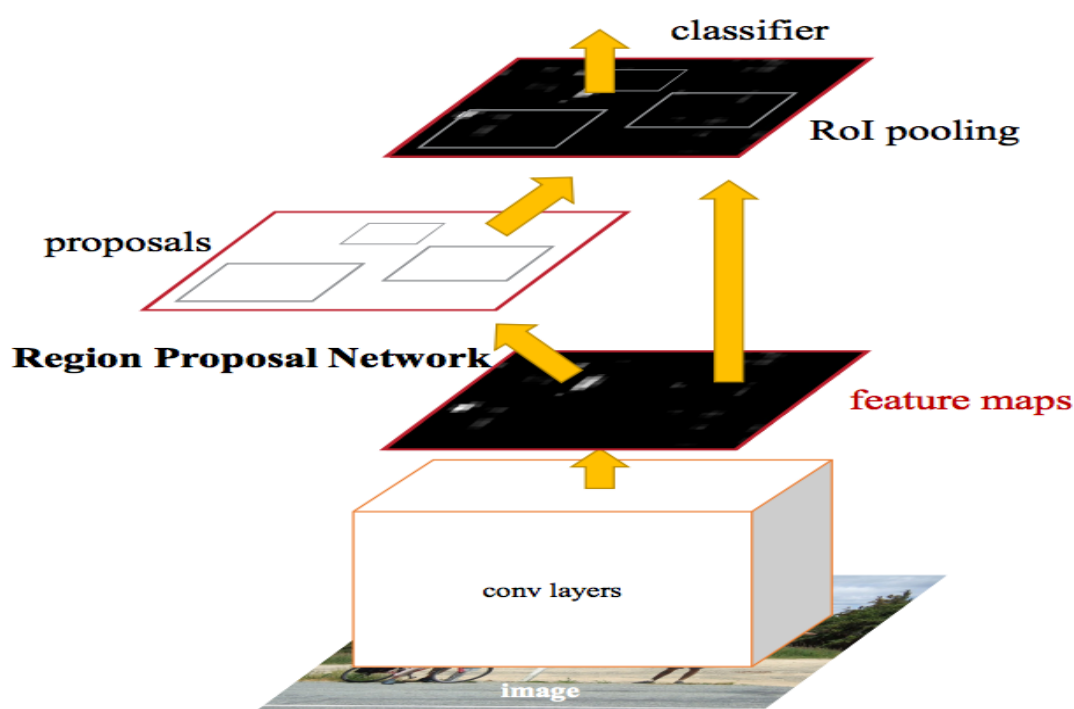 classifier
RoI pooling
proposals
Region Proposal Network
feature maps
conv layers
image